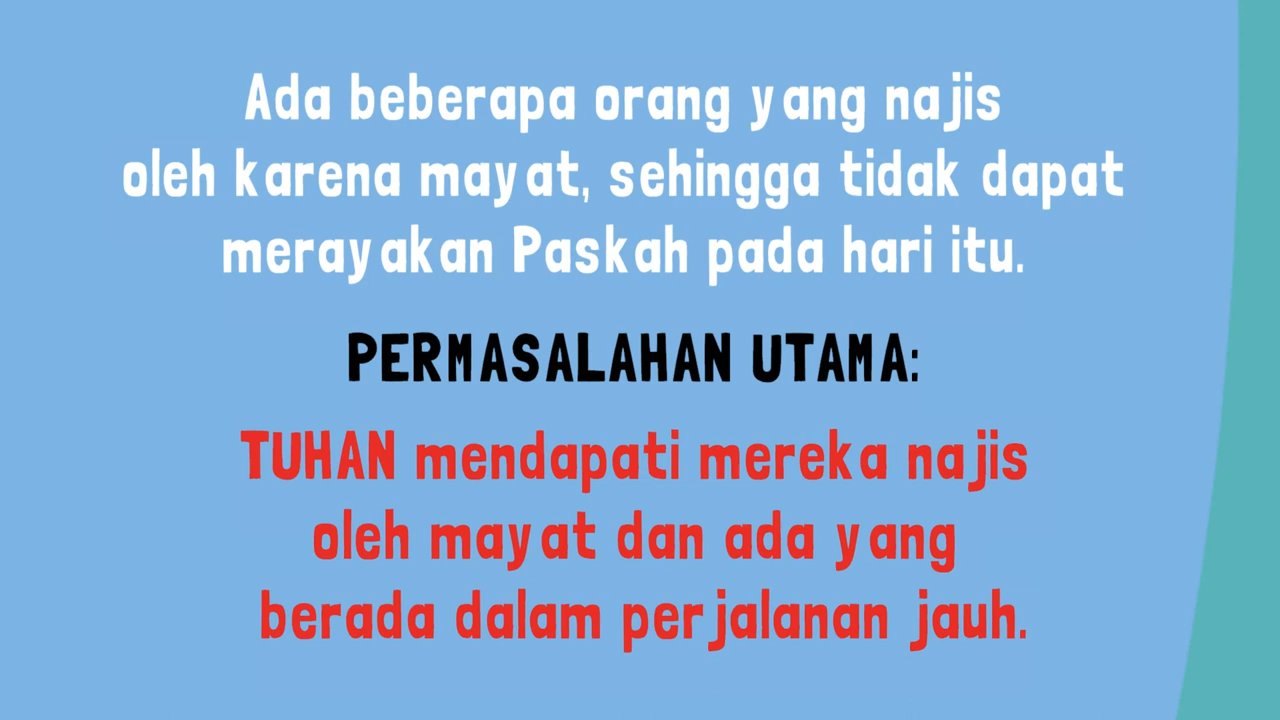 Ada beberapa orang yang najis
oleh karena mayat, sehingga tidak dapat
merayakan Paskah pada hari itu.
PERMASALAHAN UTAMA:
TUHAN mendapati mereka najis
oleh mayat dan ada yang
berada dalam perjalanan jauh.